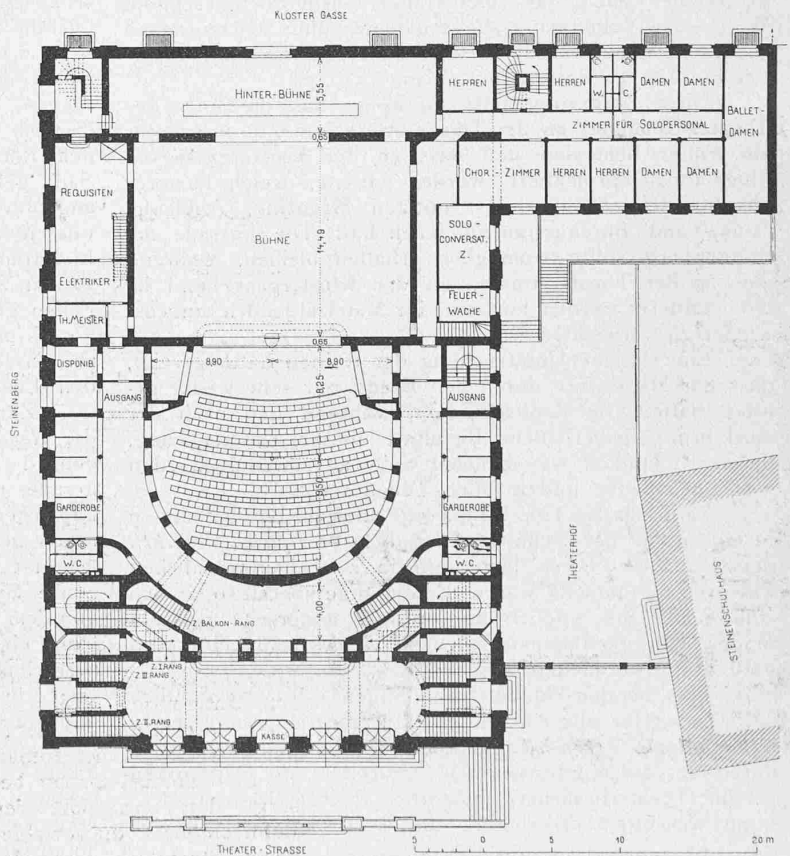 KLOSTER GASSE
HINTER-BÜHNE
5,55
HERREN
HERREN
W.
C.
DAMEN
DAMEN
BALLET-
DAMEN
0,65
ZIMMER FÜR SOLOPERSONAL
REQUISITEN
CHOR-ZIMMER
HERREN
HERREN
DAMEN
DAMEN
BÜHNE
14,49
SOLO-
CONVERSAT.
Z.
ELEKTRIKER
FEUER-
WACHE
TH.MEISTER
0,65
DISPONIB.
8,90
8,90
8,25
AUSGANG
AUSGANG
STEINENBERG
9,50
GARDEROBE
GARDEROBE
THEATERHOF
STEINENSCHULHAUS
W.C.
W.C.
4,00
Z.BALKON-RANG
Z.I.RANG
Z.III.RANG
Z.II.RANG
KASSE
THEATER-STRASSE
5 0 5 10 20 m